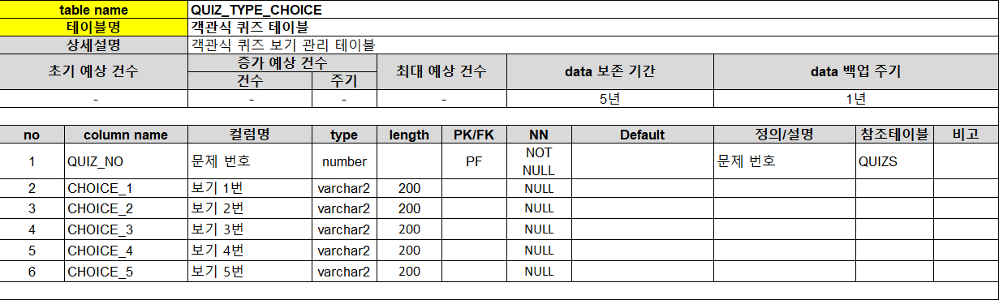 table name QUIZ_TYPE_CHOICE
테이블명 객관식 퀴즈 테이블
상세설명 객관식 퀴즈 보기 관리 테이블
초기 예상 건수 증가 예상 건수 최대 예상 건수 data 보존 기간 data 백업 주기
건수 주기
- - - - 5년 1년
no column name 컬럼명 type length PK/FK NN Default 정의/설명 참조테이블 비고
1 QUIZ_NO 문제 번호 number PF NOT NULL 문제 번호 QUIZS
2 CHOICE_1 보기 1번 varchar2 200 NULL
3 CHOICE_2 보기 2번 varchar2 200 NULL
4 CHOICE_3 보기 3번 varchar2 200 NULL
5 CHOICE_4 보기 4번 varchar2 200 NULL
6 CHOICE_5 보기 5번 varchar2 200 NULL